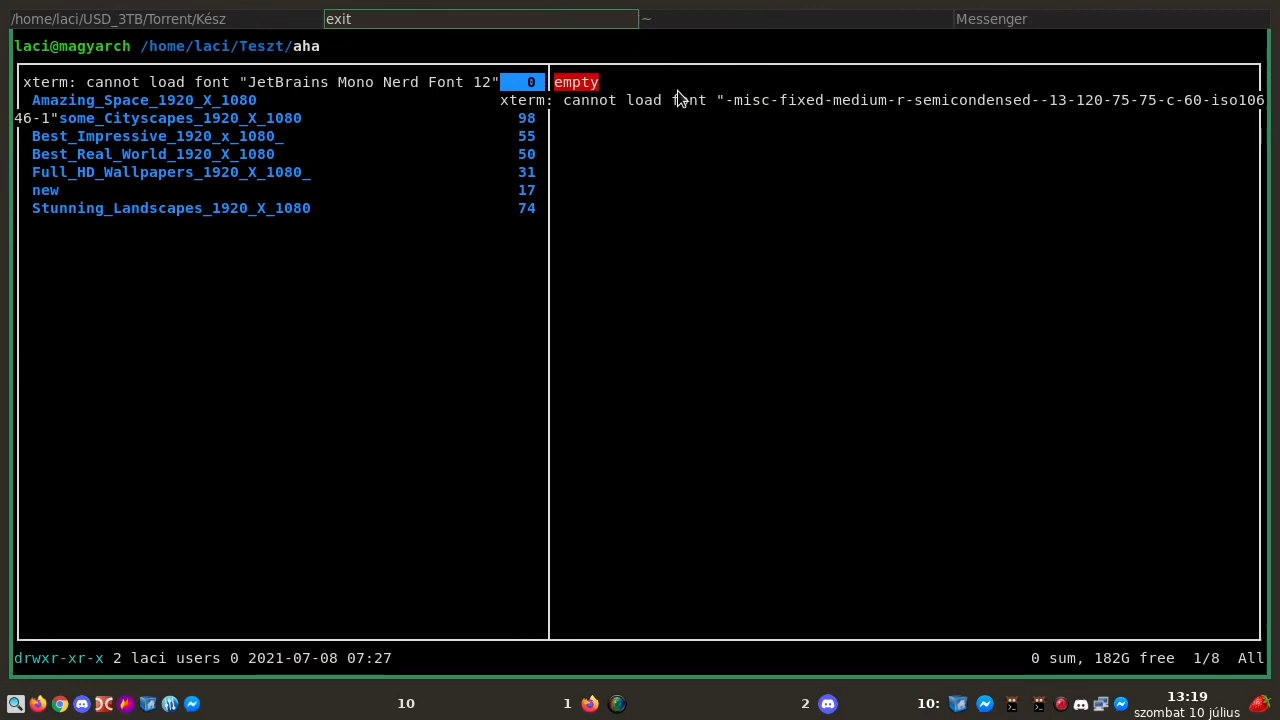 /home/laci/USD_3TB/Torrent/Kész exit ~ Messenger
laci@magyarch /home/laci/Teszt/aha
xterm: cannot load font "JetBrains Mono Nerd Font 12" 0 empty
Amazing_Space_1920_X_1080 xterm: cannot load font "-misc-fixed-medium-r-semicondensed--13-120-75-75-c-60-iso106
46-1"some_Cityscapes_1920_X_1080 98
Best_Impressive_1920_x_1080_ 55
Best_Real_World_1920_X_1080 50
Full_HD_Wallpapers_1920_X_1080_ 31
new 17
Stunning_Landscapes_1920_X_1080 74
drwxr-xr-x 2 laci users 0 2021-07-08 07:27 0 sum, 182G free 1/8 All
10 1 2 10: 13:19
szombat 10 július